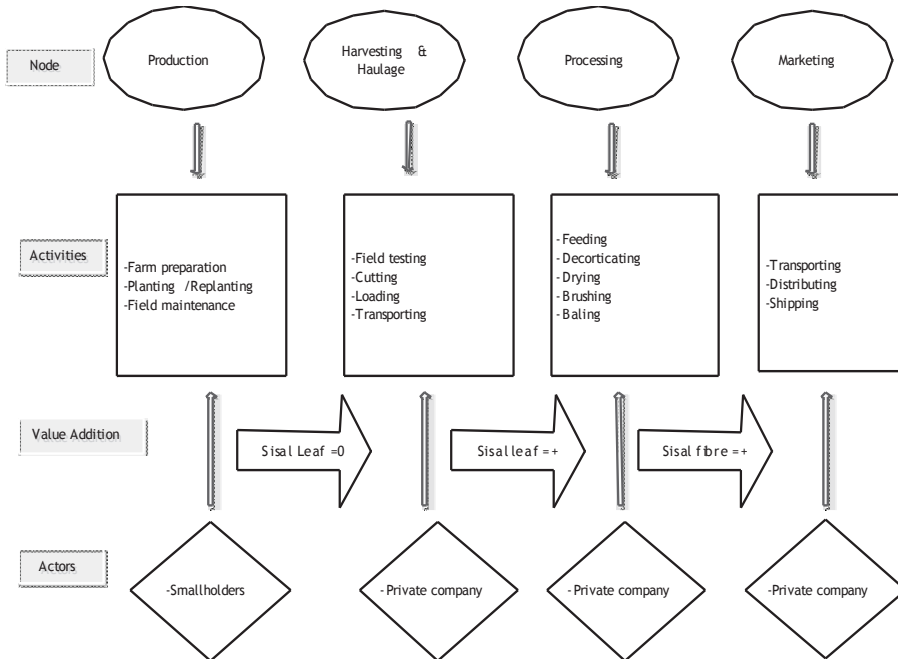 Node
Production
Harvesting &
Haulage
Processing
Marketing
Activities
-Farm preparation
-Planting /Replanting
-Field maintenance
-Field testing
-Cutting
-Loading
-Transporting
-Feeding
-Decorticating
-Drying
-Brushing
-Baling
-Transporting
-Distributing
-Shipping
Value Addition
Sisal Leaf =0
Sisal leaf =+
Sisal fibre =+
Actors
-Smallholders
-Private company
-Private company
-Private company